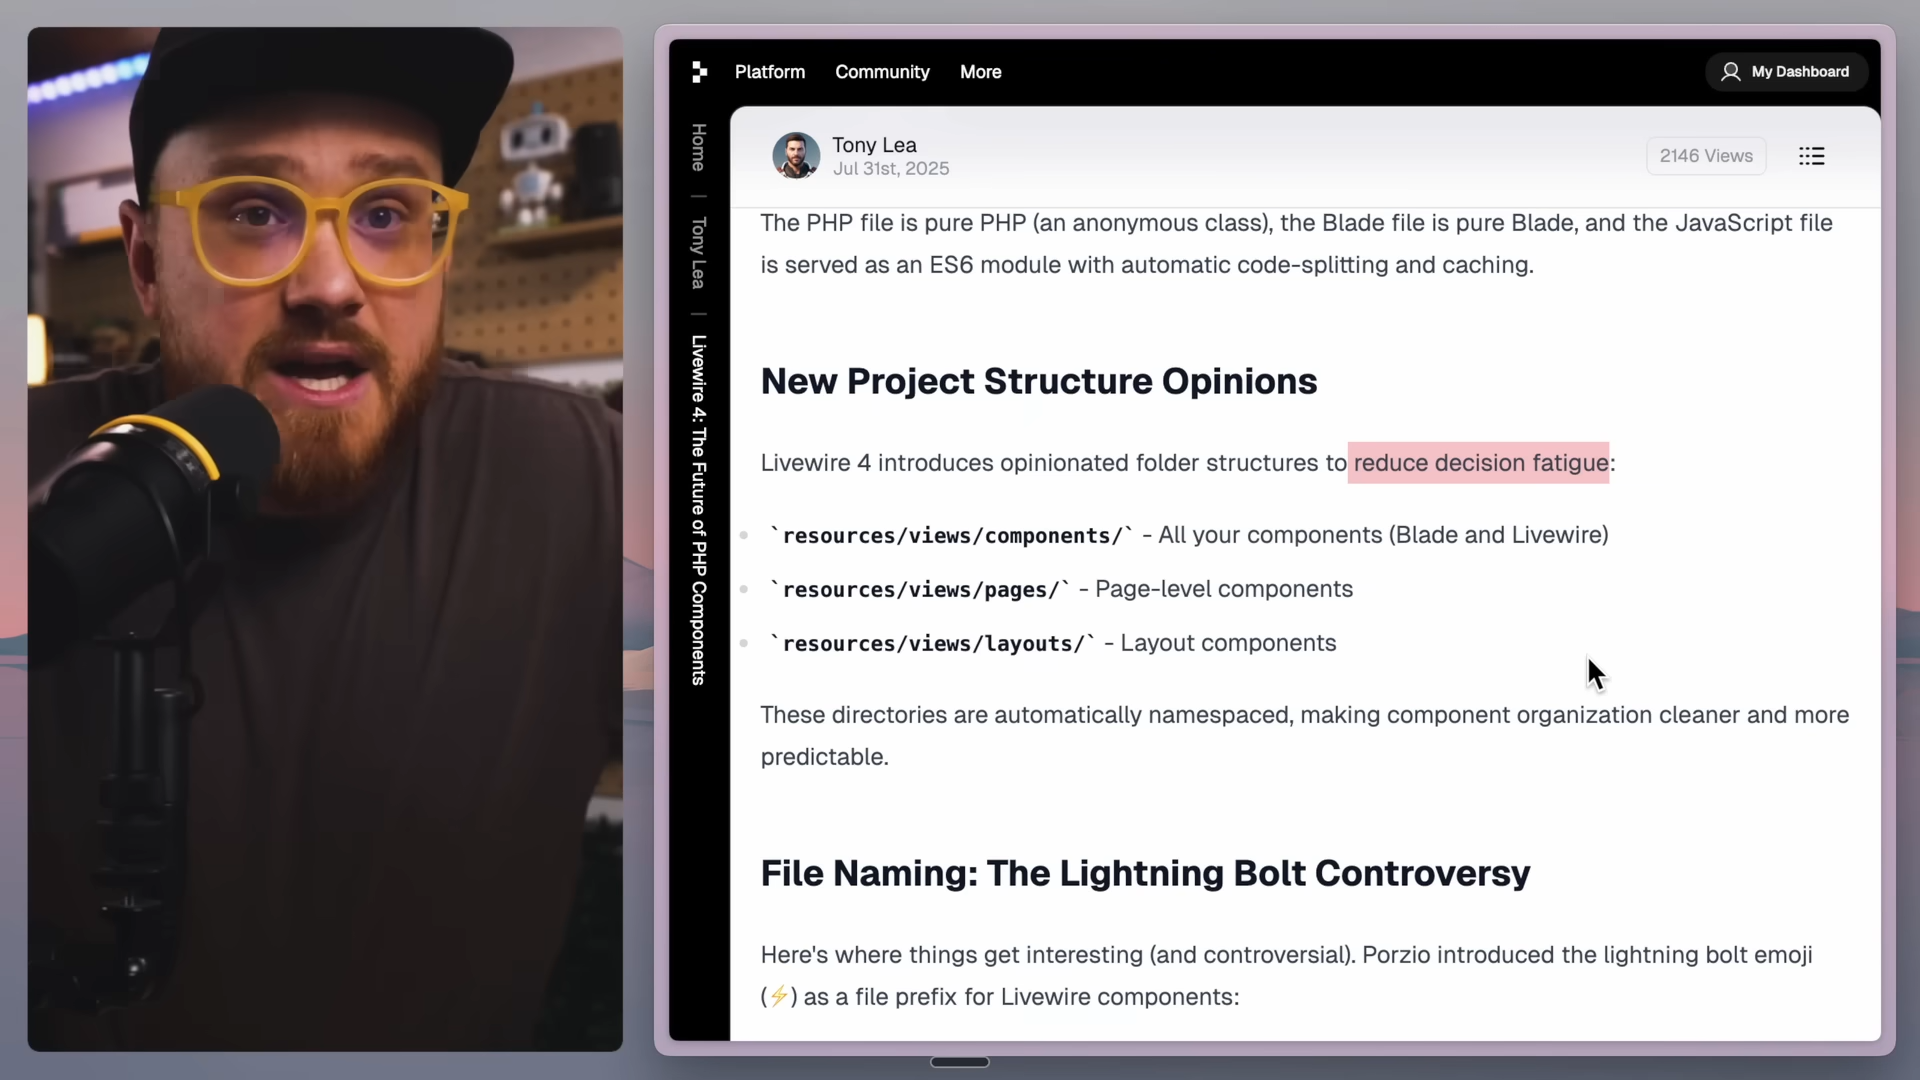 Platform
Community
More
My Dashboard
Home
|
Tony Lea
|
Livewire 4: The Future of PHP Components
Tony Lea
Jul 31st, 2025
2146 Views
The PHP file is pure PHP (an anonymous class), the Blade file is pure Blade, and the JavaScript file
is served as an ES6 module with automatic code-splitting and caching.
New Project Structure Opinions
Livewire 4 introduces opinionated folder structures to reduce decision fatigue:
`resources/views/components/` - All your components (Blade and Livewire)
`resources/views/pages/` - Page-level components
`resources/views/layouts/` - Layout components
These directories are automatically namespaced, making component organization cleaner and more
predictable.
File Naming: The Lightning Bolt Controversy
Here's where things get interesting (and controversial). Porzio introduced the lightning bolt emoji
(⚡) as a file prefix for Livewire components: